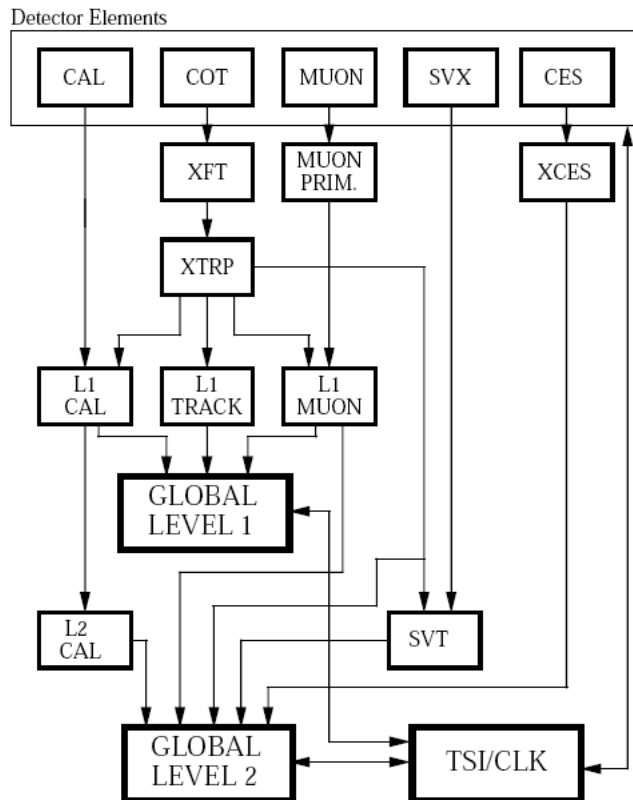 Detector Elements
CAL
COT
MUON
SVX
CES
XFT
MUON
PRIM.
XCES
XTRP
L1
CAL
L1
TRACK
L1
MUON
GLOBAL
LEVEL 1
L2
CAL
SVT
GLOBAL
LEVEL 2
TSI/CLK